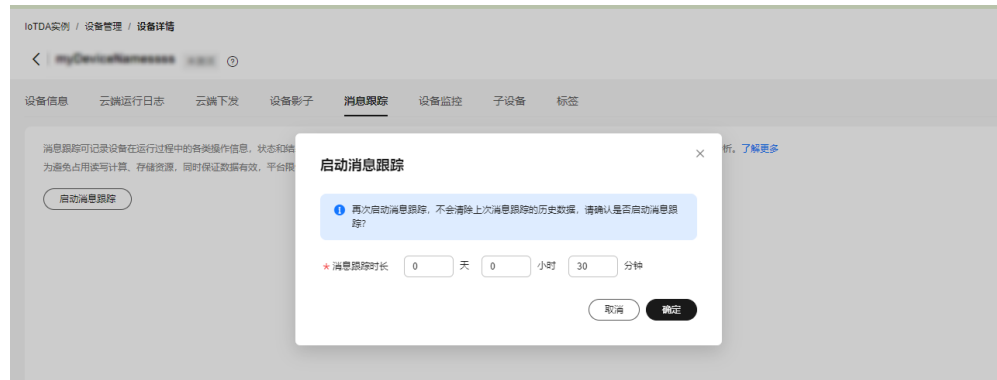 IoTDA实例 / 设备管理 / 设备详情
设备信息 云端运行日志 云端下发 设备影子 消息跟踪 设备监控 子设备 标签
消息跟踪可记录设备在运行过程中的各类操作信息，状态和结
析。了解更多
为避免占用读写计算、存储资源，同时保证数据有效，平台限
启动消息跟踪
启动消息跟踪
再次启动消息跟踪，不会清除上次消息跟踪的历史数据，请确认是否启动消息跟
踪？
* 消息跟踪时长 0 天 0 小时 30 分钟
取消 确定